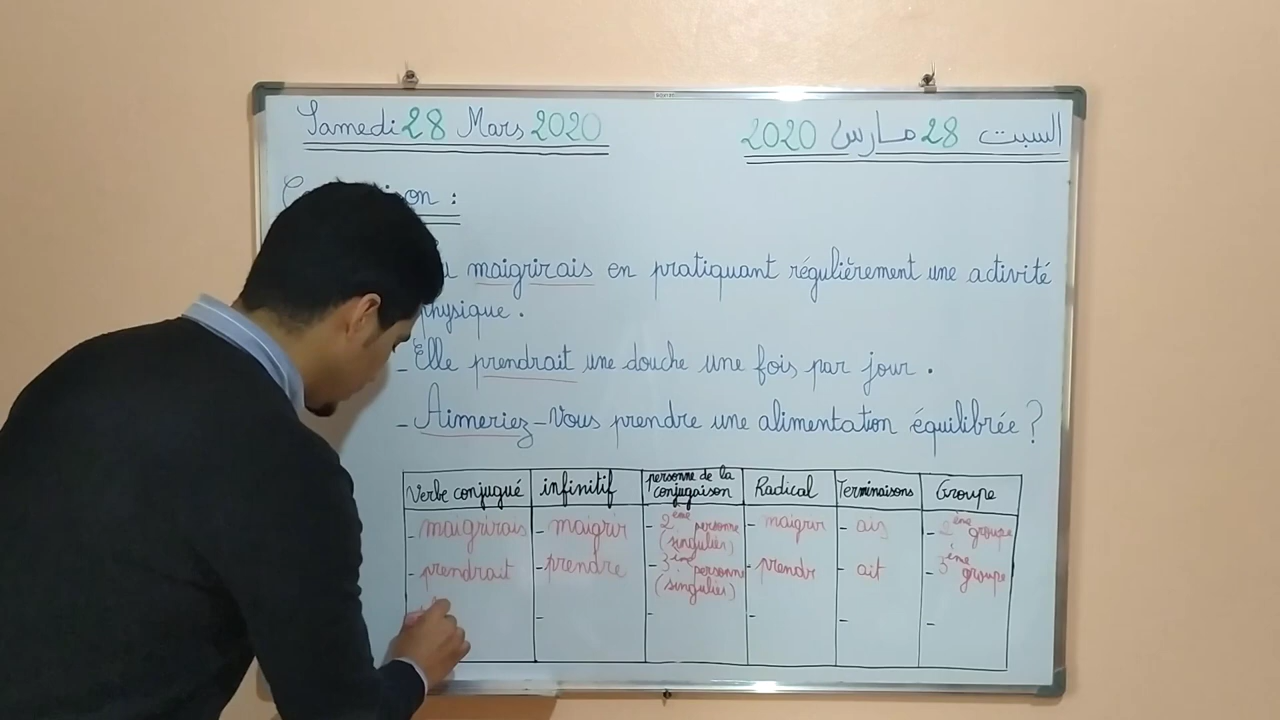 Samedi 28 Mars 2020
السبت 28 مارس 2020
maigrirais en pratiquant régulièrement une activité
physique.
- Elle prendrait une douche une fois par jour.
- Aimeriez-Vous prendre une alimentation équilibrée ?
Verbe conjugué infinitif personne de la conjugaison Radical Terminaisons Groupe
- maigrirais - maigrir - 2ème personne (singulier) - maigrir - ais - 2ème groupe
- prendrait - prendre - 3ème personne (singulier) - prendr - ait - 3ème groupe
- - - - -